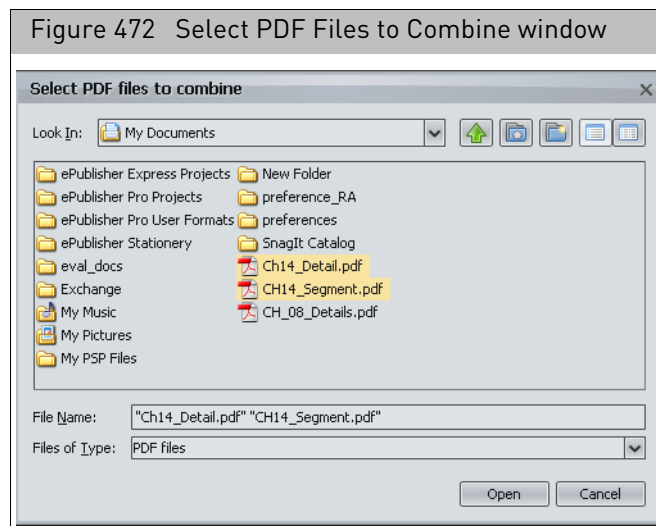 Figure 472 Select PDF Files to Combine window
Select PDF files to combine
Look In: My Documents
ePublisher Express Projects
ePublisher Pro Projects
ePublisher Pro User Formats
ePublisher Stationery
eval_docs
Exchange
My Music
My Pictures
My PSP Files
New Folder
preference_RA
preferences
SnagIt Catalog
Ch14_Detail.pdf
CH14_Segment.pdf
CH_08_Details.pdf
File Name: "Ch14_Detail.pdf" "CH14_Segment.pdf"
Files of Type: PDF files
Open Cancel